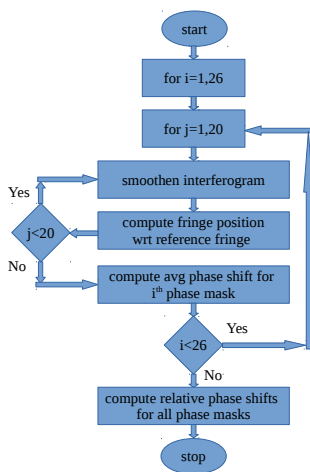 start
for i=1,26
for j=1,20
smoothen interferogram
Yes
compute fringe position
wrt reference fringe
j<20
No
compute avg phase shift for
ith phase mask
Yes
i<26
No
compute relative phase shifts
for all phase masks
stop